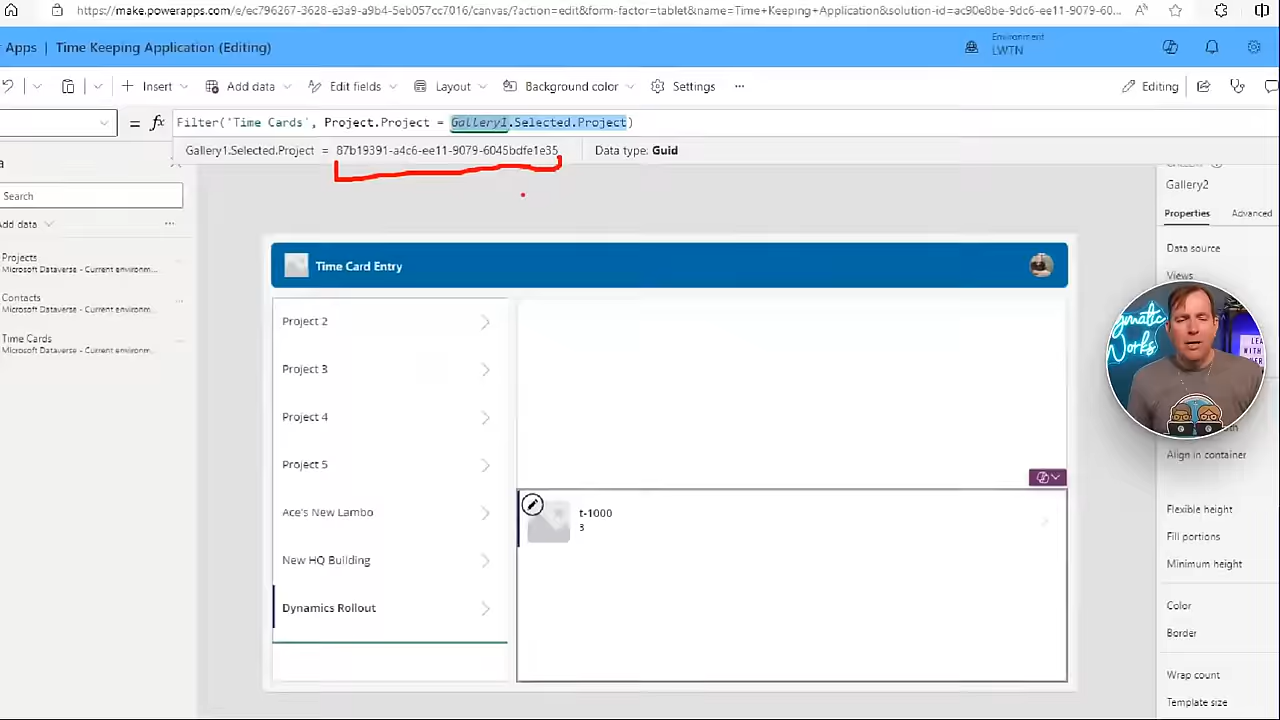 https://make.powerapps.com/e/ec796267-3628-e3a9-a9b4-5eb057cc7016/canvas/?action=edit&form-factor=tablet&name=Time+Keeping+Application&solution-id=ac90e8be-9dc6-ee11-9079-60...
Apps | Time Keeping Application (Editing)
Environment
LWTN
Insert
Add data
Edit fields
Layout
Background color
Settings
...
Editing
= fx Filter('Time Cards', Project.Project = Gallery1.Selected.Project)
Gallery1.Selected.Project = 87b19391-a4c6-ee11-9079-6045bdfe1e35 Data type: Guid
a
Search
dd data
...
Projects
Microsoft Dataverse - Current environm...
Contacts
Microsoft Dataverse - Current environm...
Time Cards
Microsoft Dataverse - Current environm...
Time Card Entry
Project 2
Project 3
Project 4
Project 5
Ace's New Lambo
New HQ Building
Dynamics Rollout
t-1000
3
Gallery2
Properties Advanced
Data source
Views
gmatic
Works
LEA
WITH
Align in container
Flexible height
Fill portions
Minimum height
Color
Border
Wrap count
Template size